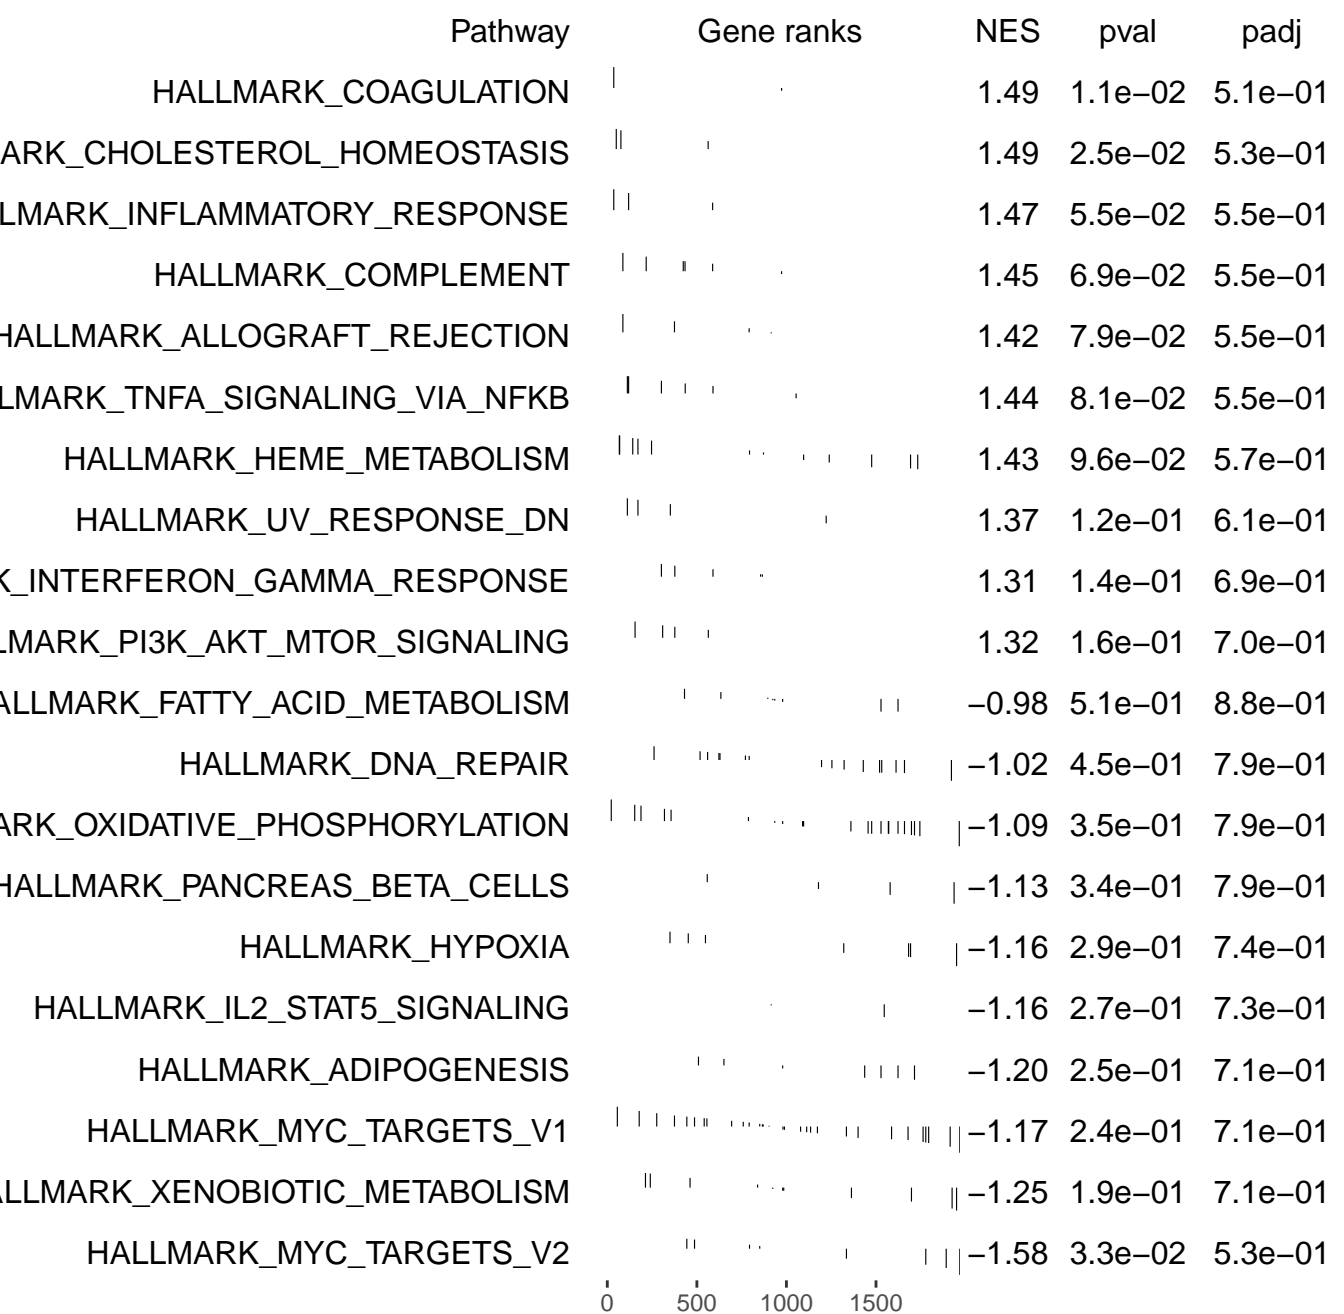 Pathway Gene ranks NES pval padj
HALLMARK_COAGULATION 1.49 1.1e−02 5.1e−01
ARK_CHOLESTEROL_HOMEOSTASIS 1.49 2.5e−02 5.3e−01
LMARK_INFLAMMATORY_RESPONSE 1.47 5.5e−02 5.5e−01
HALLMARK_COMPLEMENT 1.45 6.9e−02 5.5e−01
HALLMARK_ALLOGRAFT_REJECTION 1.42 7.9e−02 5.5e−01
LMARK_TNFA_SIGNALING_VIA_NFKB 1.44 8.1e−02 5.5e−01
HALLMARK_HEME_METABOLISM 1.43 9.6e−02 5.7e−01
HALLMARK_UV_RESPONSE_DN 1.37 1.2e−01 6.1e−01
K_INTERFERON_GAMMA_RESPONSE 1.31 1.4e−01 6.9e−01
LMARK_PI3K_AKT_MTOR_SIGNALING 1.32 1.6e−01 7.0e−01
ALLMARK_FATTY_ACID_METABOLISM −0.98 5.1e−01 8.8e−01
HALLMARK_DNA_REPAIR −1.02 4.5e−01 7.9e−01
ARK_OXIDATIVE_PHOSPHORYLATION −1.09 3.5e−01 7.9e−01
HALLMARK_PANCREAS_BETA_CELLS −1.13 3.4e−01 7.9e−01
HALLMARK_HYPOXIA −1.16 2.9e−01 7.4e−01
HALLMARK_IL2_STAT5_SIGNALING −1.16 2.7e−01 7.3e−01
HALLMARK_ADIPOGENESIS −1.20 2.5e−01 7.1e−01
HALLMARK_MYC_TARGETS_V1 −1.17 2.4e−01 7.1e−01
ALLMARK_XENOBIOTIC_METABOLISM −1.25 1.9e−01 7.1e−01
HALLMARK_MYC_TARGETS_V2 −1.58 3.3e−02 5.3e−01
0 500 1000 1500